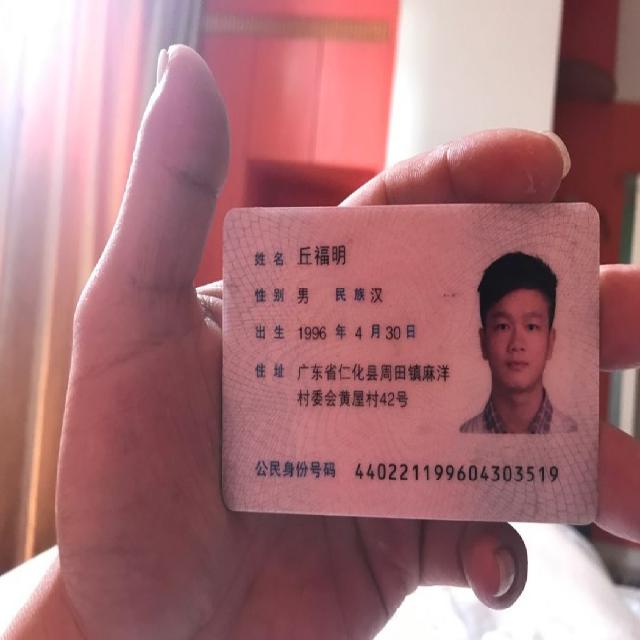 姓名 丘福明
性别 男 民族 汉
出生 1996 年 4 月 30 日
住址 广东省仁化县周田镇麻洋
村委会黄屋村42号
公民身份号码 440221199604303519